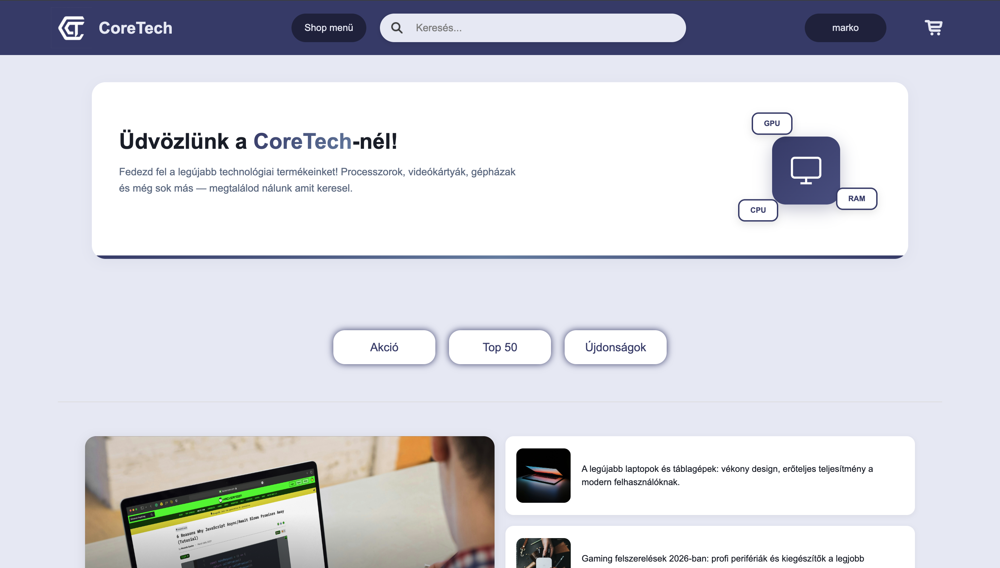 CoreTech
Shop menü
Keresés...
marko
Üdvözlünk a CoreTech-nél!
Fedezd fel a legújabb technológiai termékeinket! Processzorok, videókártyák, gépházak
és még sok más — megtalálod nálunk amit keresel.
GPU
RAM
CPU
Akció
Top 50
Újdonságok
HACKERNOON
6 Reasons Why JavaScript Async/Await Blows Promises Away
(Tutorial)
A legújabb laptopok és táblagépek: vékony design, erőteljes teljesítmény a
modern felhasználóknak.
Gaming felszerelések 2026-ban: profi perifériák és kiegészítők a legjobb